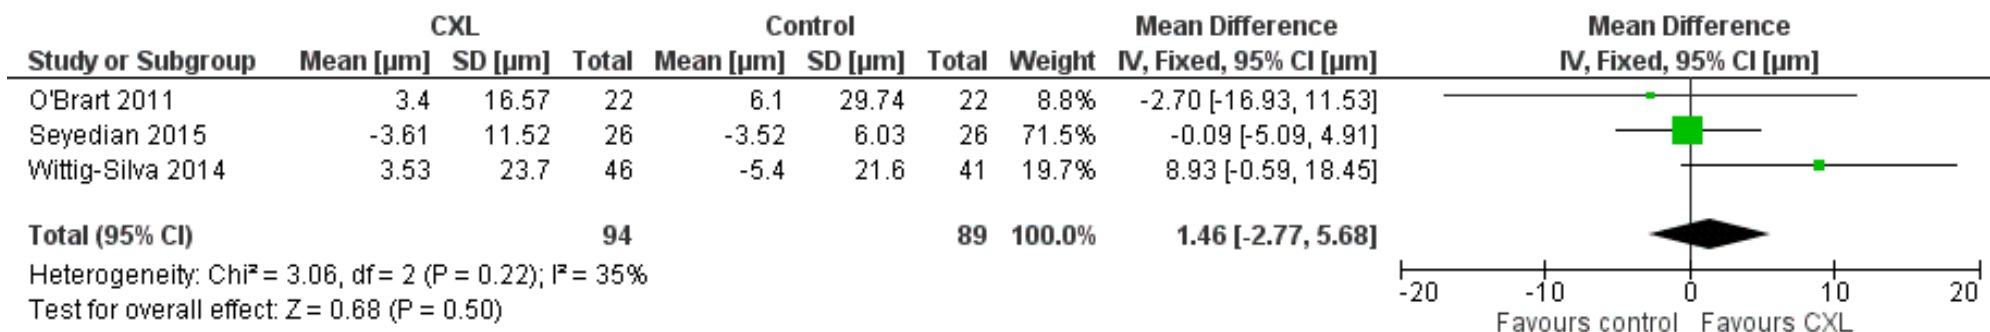 CXL Control Mean Difference Mean Difference
Study or Subgroup Mean [µm] SD [µm] Total Mean [µm] SD [µm] Total Weight IV, Fixed, 95% CI [µm] IV, Fixed, 95% CI [µm]
O'Brart 2011 3.4 16.57 22 6.1 29.74 22 8.8% -2.70 [-16.93, 11.53]
Seyedian 2015 -3.61 11.52 26 -3.52 6.03 26 71.5% -0.09 [-5.09, 4.91]
Wittig-Silva 2014 3.53 23.7 46 -5.4 21.6 41 19.7% 8.93 [-0.59, 18.45]
Total (95% CI) 94 89 100.0% 1.46 [-2.77, 5.68]
Heterogeneity: Chi² = 3.06, df = 2 (P = 0.22); I² = 35%
Test for overall effect: Z = 0.68 (P = 0.50)
-20 -10 0 10 20
Favours control Favours CXL